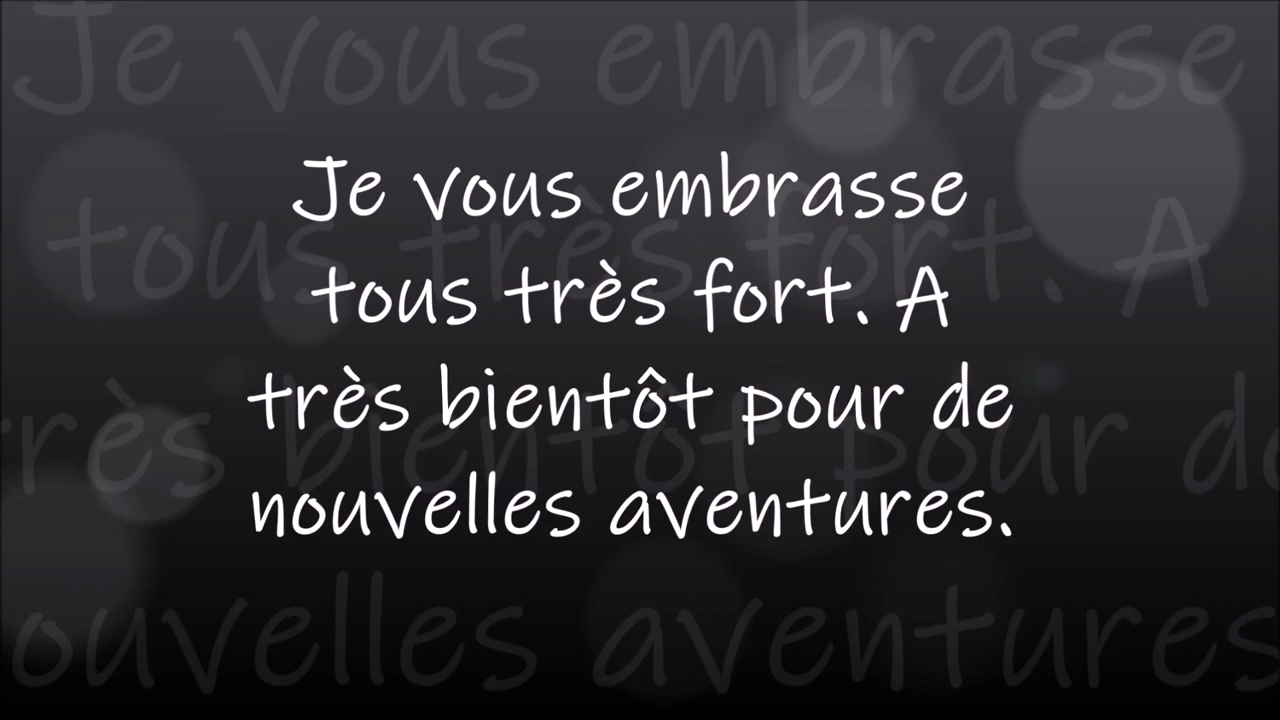 Je vous embrasse
tous très fort. A
très bientôt pour de
nouvelles aventures.